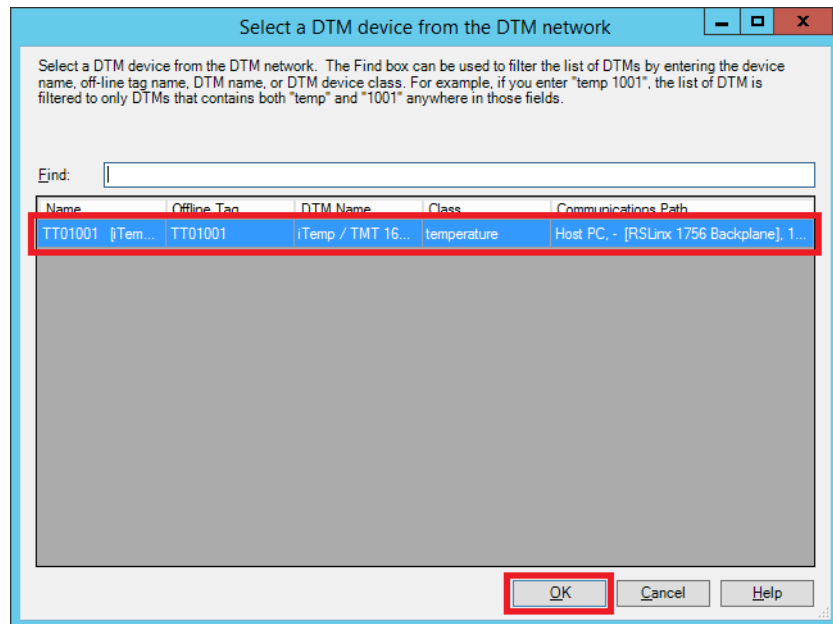 Select a DTM device from the DTM network
Select a DTM device from the DTM network. The Find box can be used to filter the list of DTMs by entering the device
name, off-line tag name, DTM name, or DTM device class. For example, if you enter "temp 1001", the list of DTM is
filtered to only DTMs that contains both "temp" and "1001" anywhere in those fields.
Find:
Name Offline Tag DTM Name Class Communications Path
TT01001 [iTem... TT01001 iTemp / TMT 16... temperature Host PC, - [RSLinx 1756 Backplane], 1...
OK Cancel Help